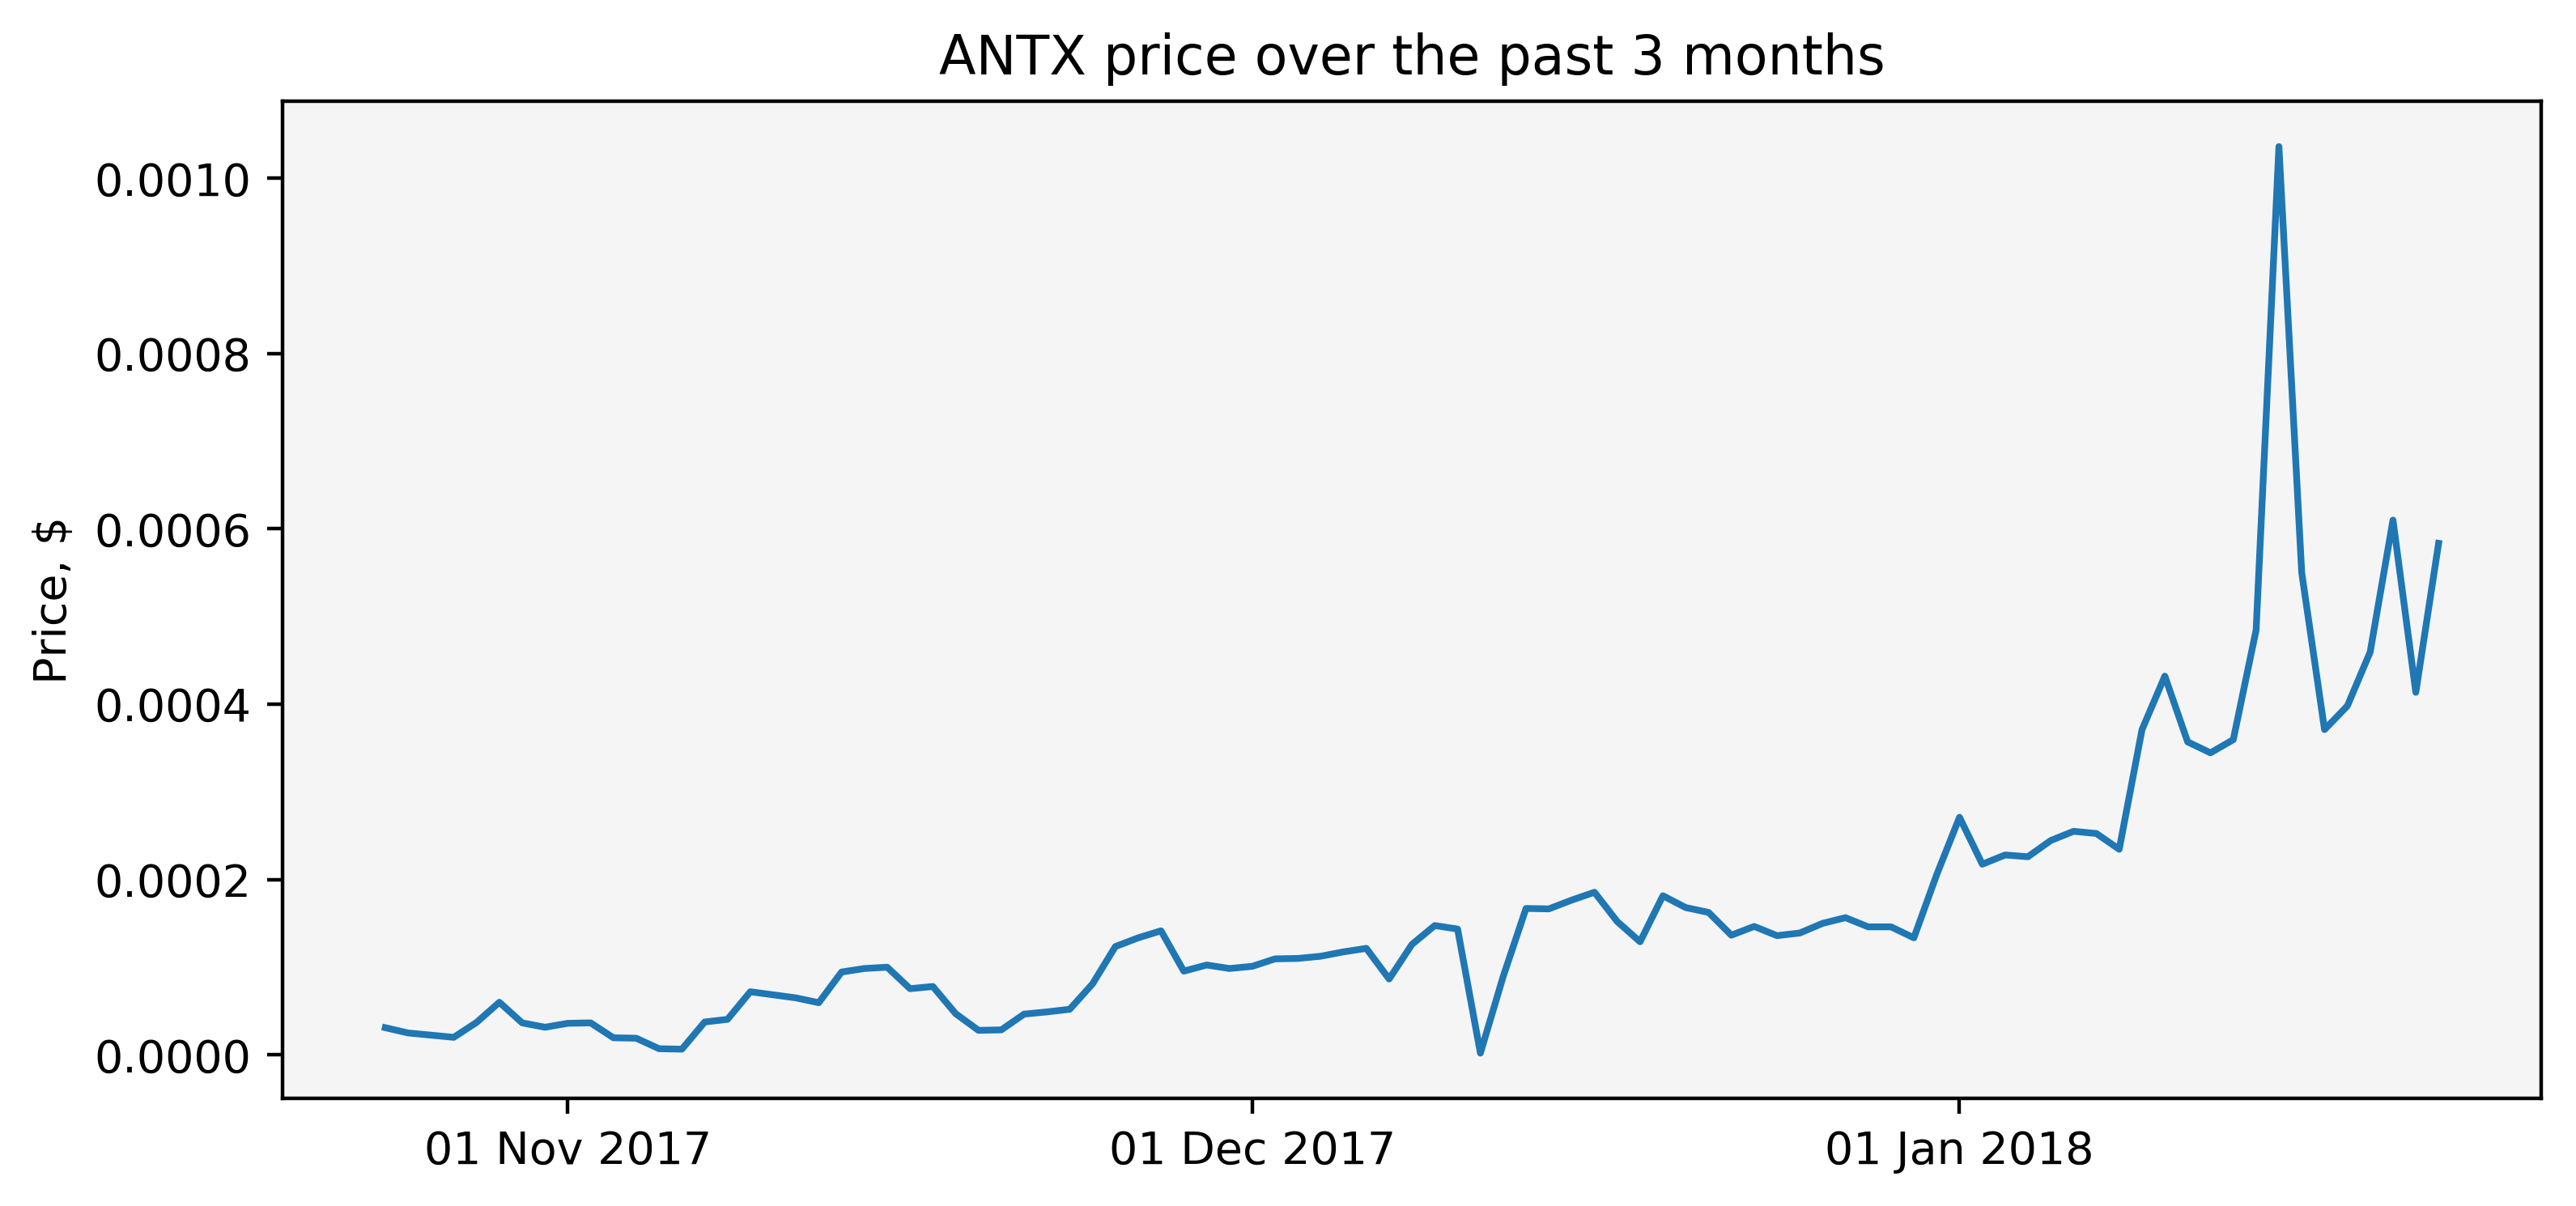 ANTX price over the past 3 months
Price, $
0.0010
0.0008
0.0006
0.0004
0.0002
0.0000
01 Nov 2017
01 Dec 2017
01 Jan 2018